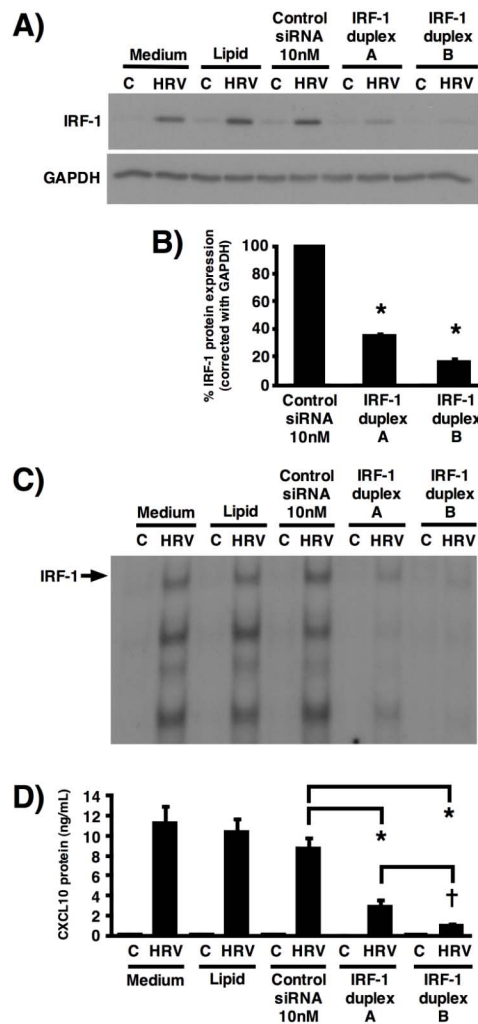 A)
Medium Lipid Control siRNA 10nM IRF-1 duplex A IRF-1 duplex B
C HRV C HRV C HRV C HRV C HRV
IRF-1
GAPDH
B)
% IRF-1 protein expression
(corrected with GAPDH)
100
80
60
40
20
0
* *
Control siRNA 10nM IRF-1 duplex A IRF-1 duplex B
C)
Medium Lipid Control siRNA 10nM IRF-1 duplex A IRF-1 duplex B
C HRV C HRV C HRV C HRV C HRV
IRF-1
D)
CXCL10 protein (ng/mL)
14
12
10
8
6
4
2
0
* *
†
C HRV C HRV C HRV C HRV C HRV
Medium Lipid Control siRNA 10nM IRF-1 duplex A IRF-1 duplex B